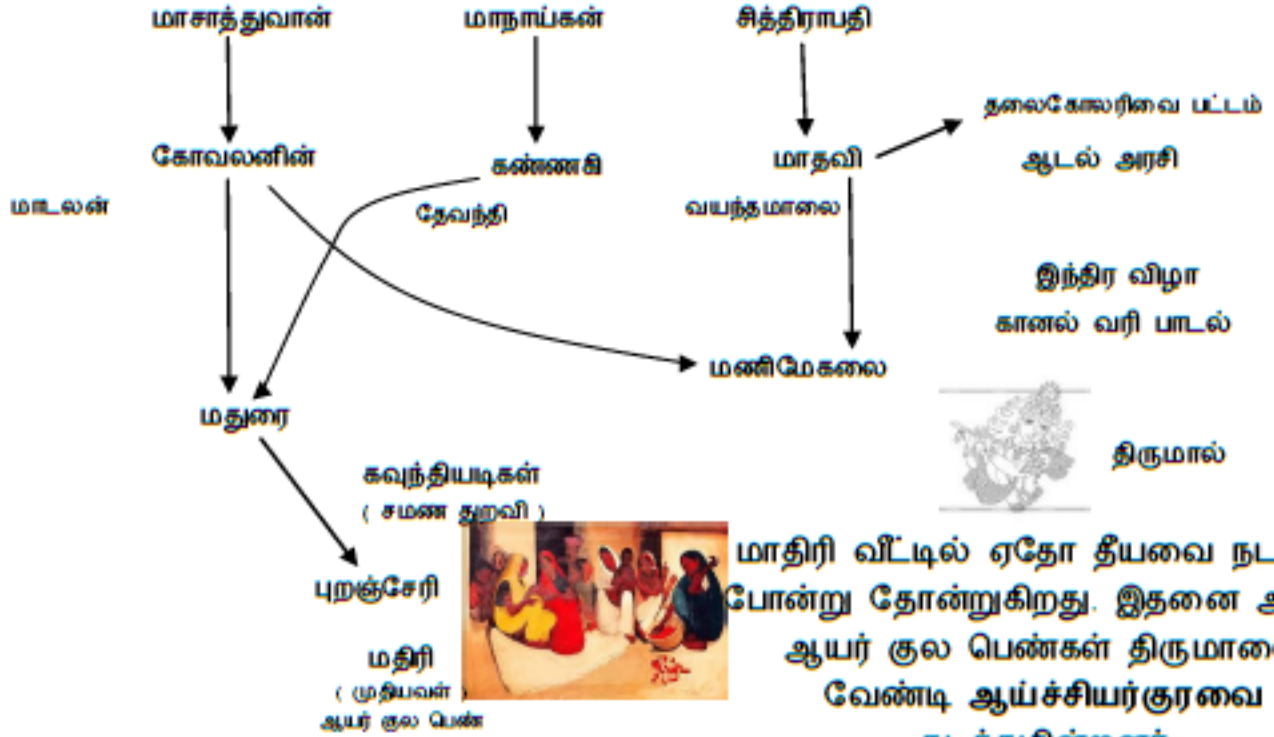 மாசாத்துவான்
மாநாய்கன்
சித்திராபதி
தலைகோலரிவை பட்டம்
கோவலனின்
கண்ணகி
மாதவி
ஆடல் அரசி
மாடலன்
தேவந்தி
வயந்தமாலை
இந்திர விழா
கானல் வரி பாடல்
மணிமேகலை
மதுரை
திருமால்
கவுந்தியடிகள்
( சமண துறவி )
புறஞ்சேரி
மதிரி
( முதியவள் )
ஆயர் குல பெண்
மாதிரி வீட்டில் ஏதோ தீயவை
போன்று தோன்றுகிறது. இதனை
ஆயர் குல பெண்கள்
வேண்டி ஆய்ச்சியர்குரவை